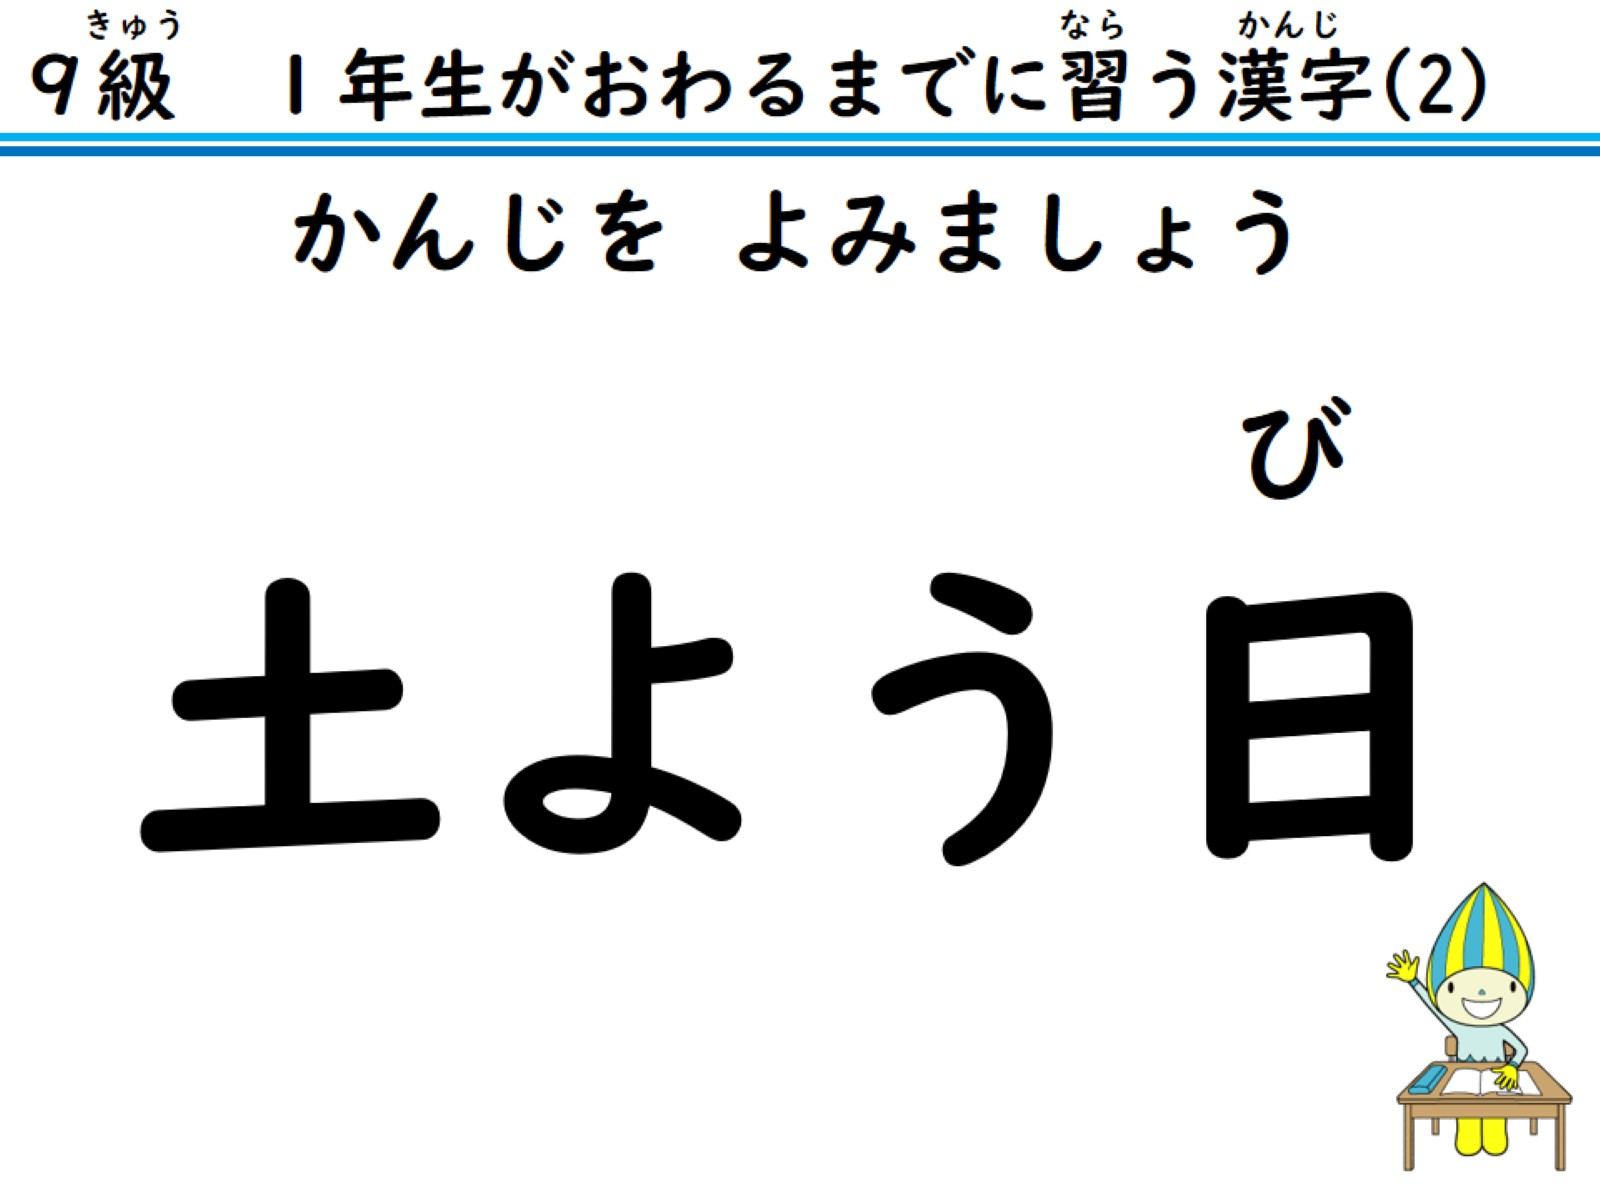 きゅう なら かんじ
9級 1年生がおわるまでに習う漢字(2)
かんじを よみましょう
び
土よう日